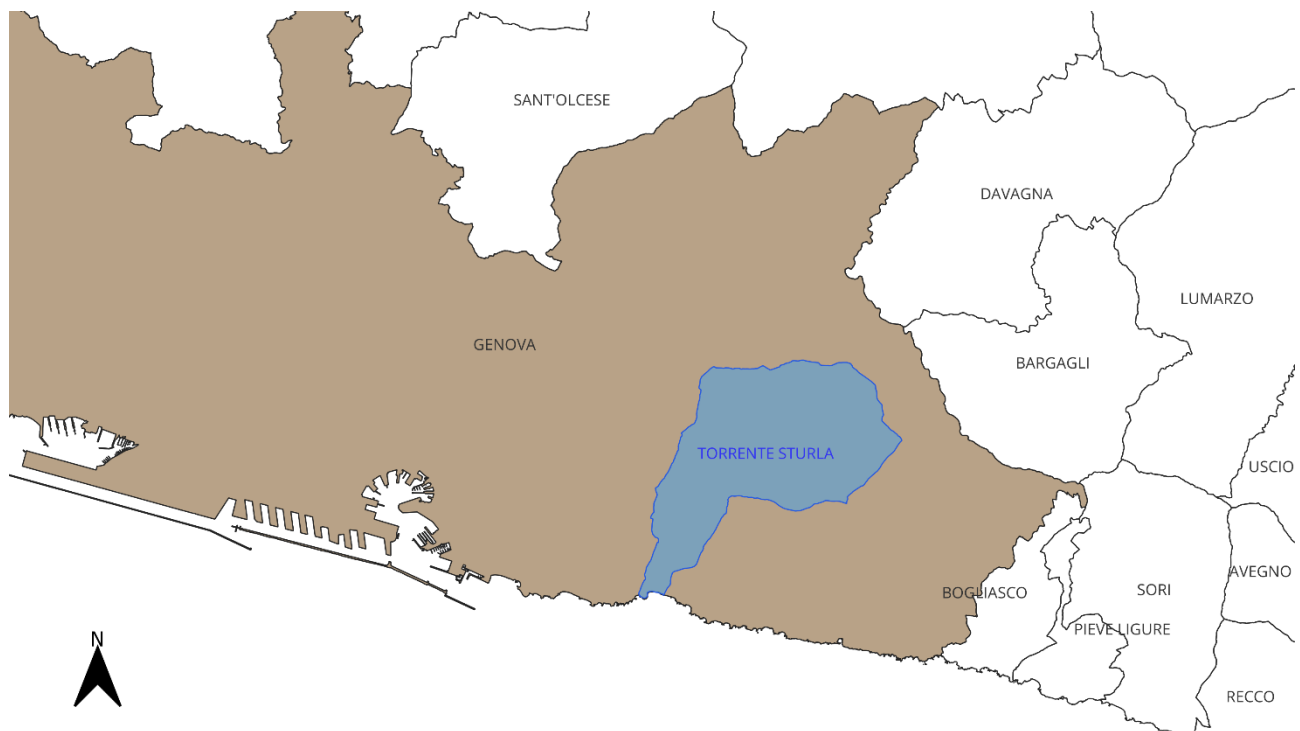 SANT'OLCESE
DAVAGNA
LUMARZO
GENOVA
BARGAGLI
TORRENTE STURLA
USCIO
AVEGNO
BOGLIASCO
SORI
PIEVE LIGURE
N
RECCO